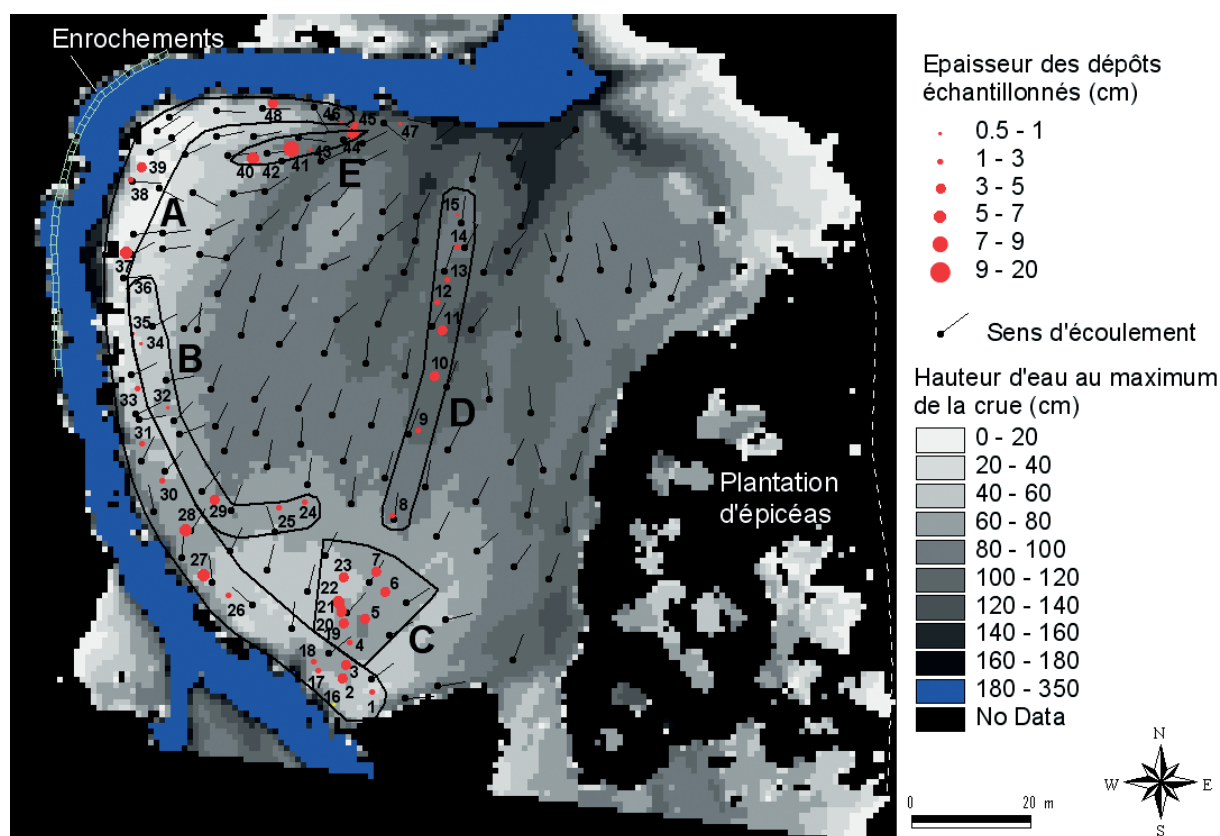 Enrochements
48
46
45
47
44
43
40
42
41
E
39
38
A
37
36
35
34
B
33
32
31
30
29
28
27
26
25
24
15
14
13
12
11
10
D
9
8
23
7
22
6
21
5
20
19
4
C
18
3
17
2
16
1
Plantation
d'épicéas
Epaisseur des dépôts
échantillonnés (cm)
0.5 - 1
1 - 3
3 - 5
5 - 7
7 - 9
9 - 20
Sens d'écoulement
Hauteur d'eau au maximum
de la crue (cm)
0 - 20
20 - 40
40 - 60
60 - 80
80 - 100
100 - 120
120 - 140
140 - 160
160 - 180
180 - 350
No Data
0 20 m
N
W E
S